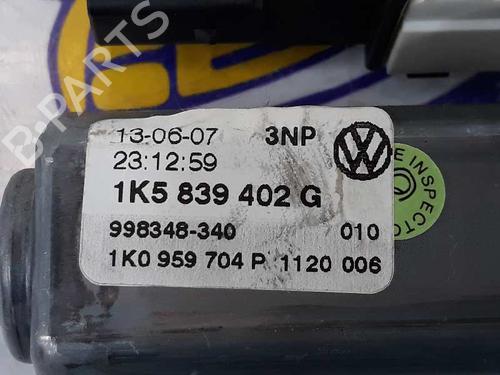 13-06-07 3NP
23:12:59
1K5 839 402 G
998348-340 010
1K0 959 704 P 1120 006
E INSPECTO
B-PARTS